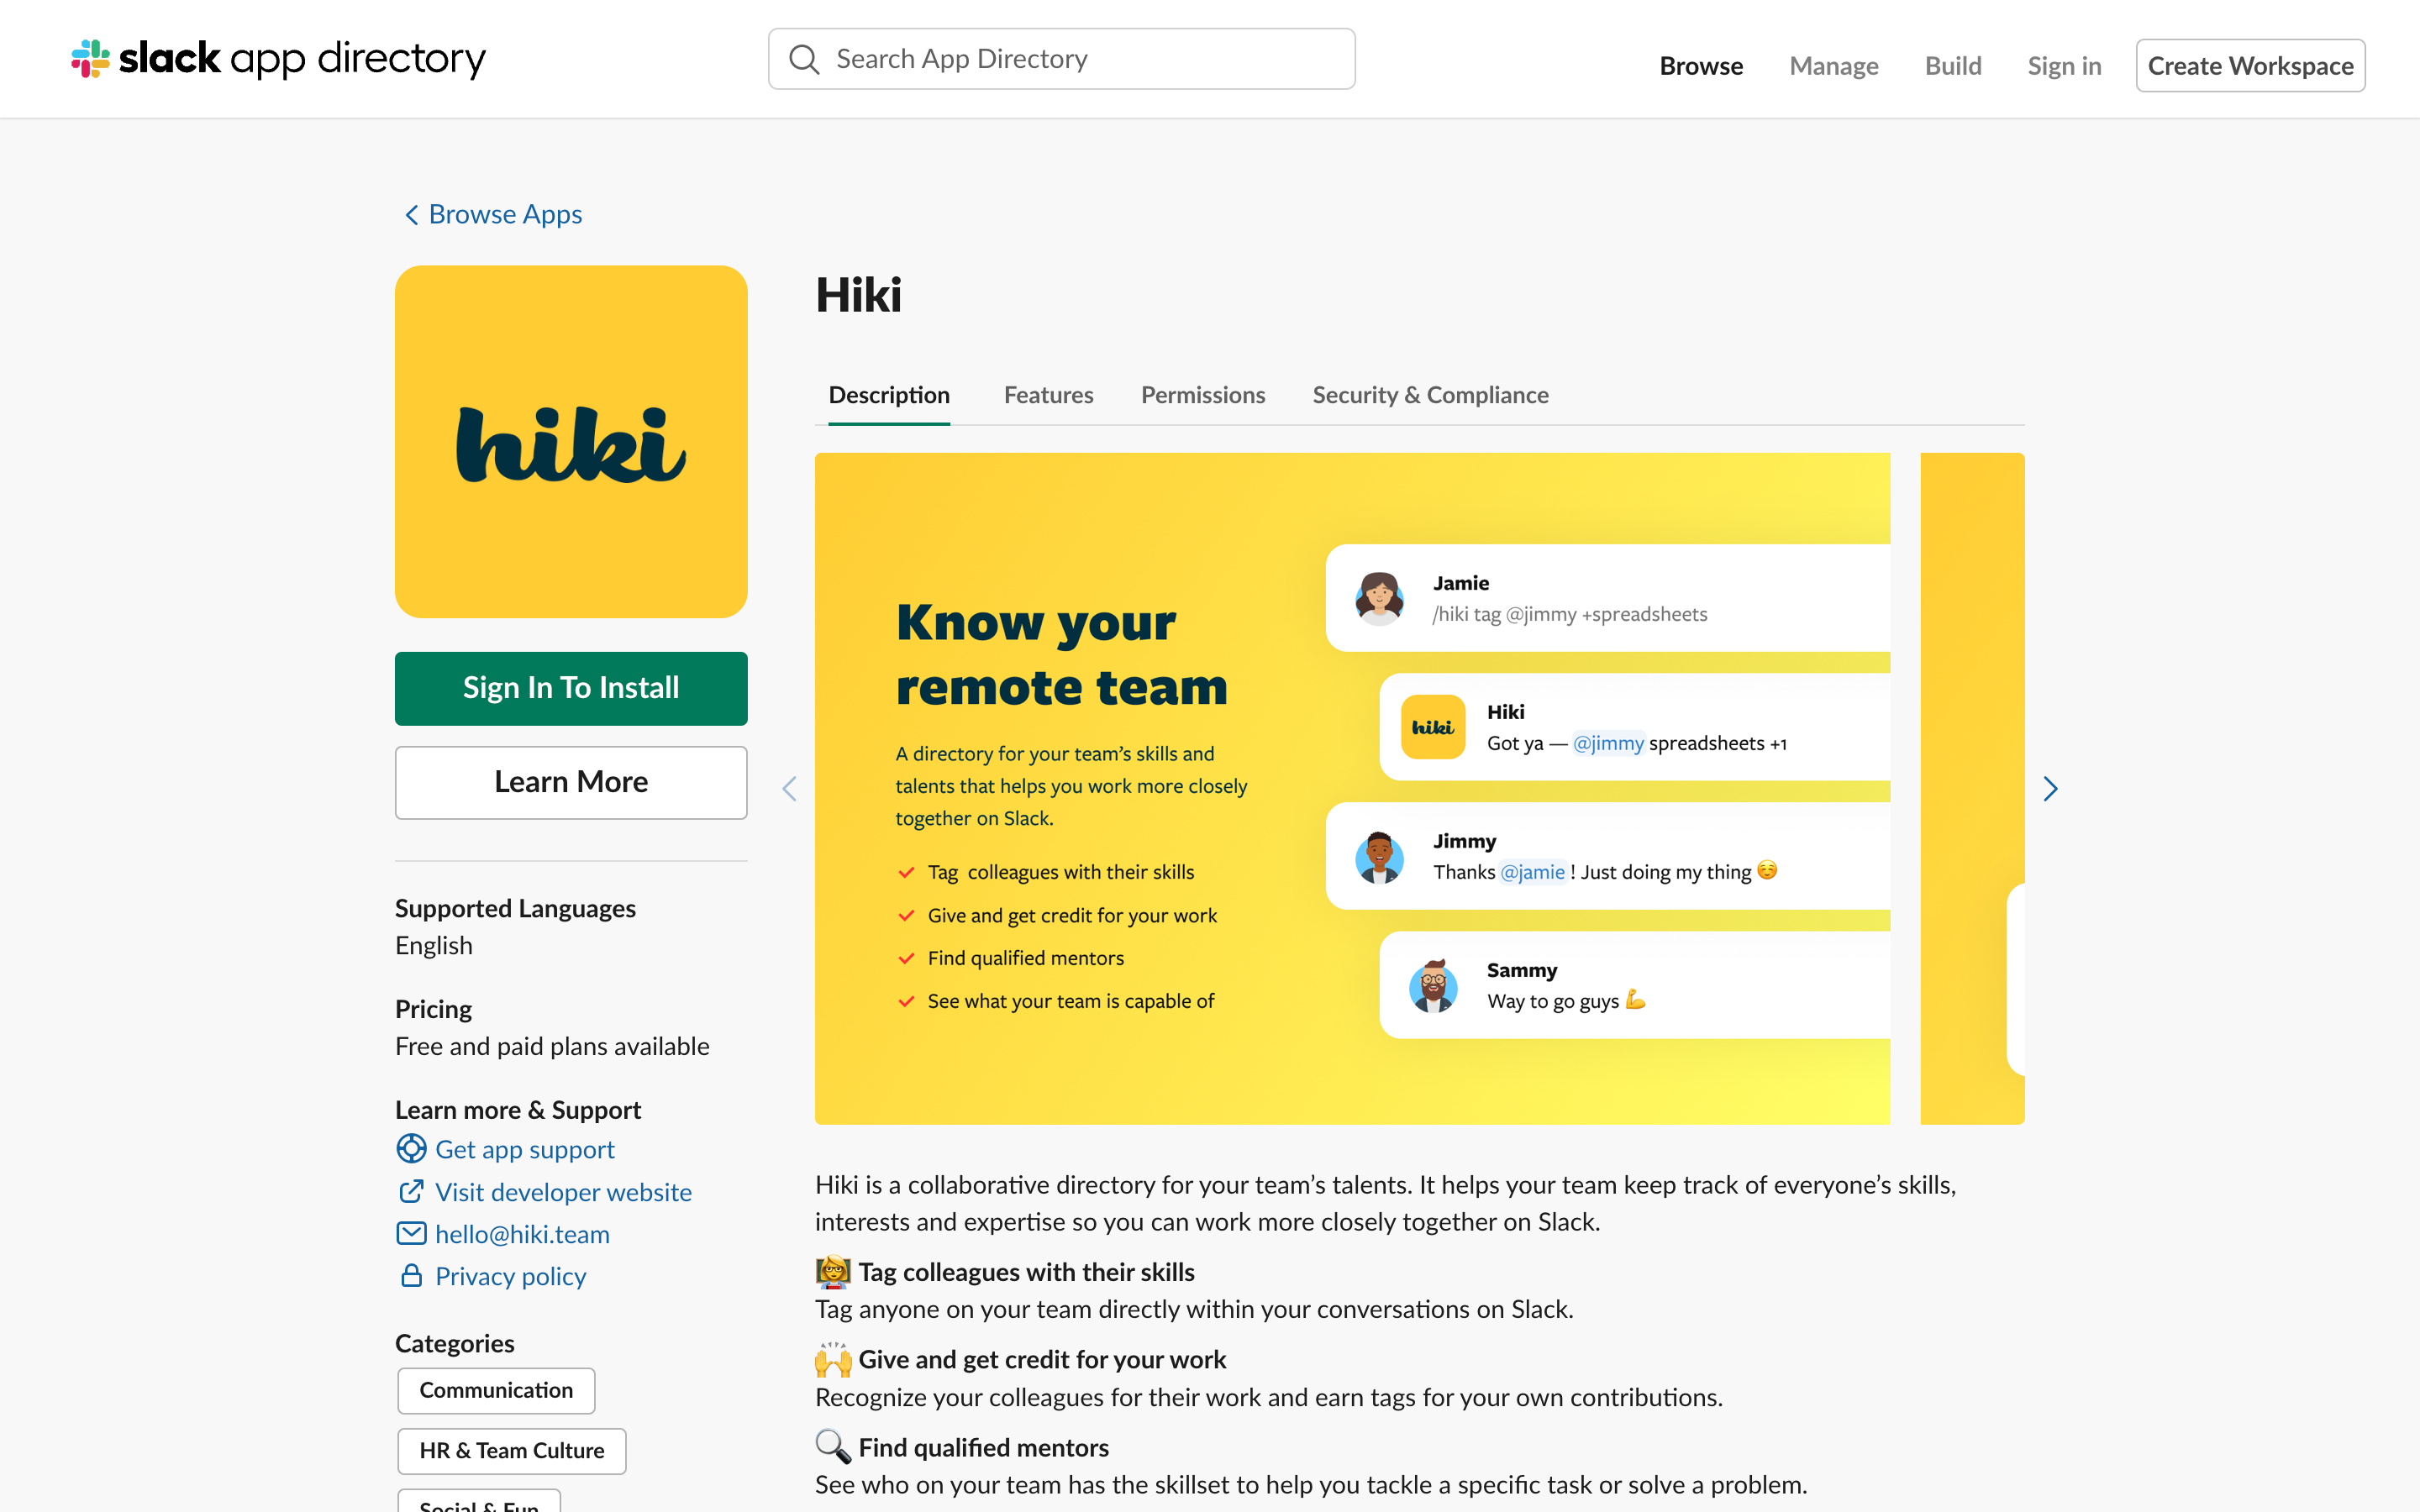 slack app directory
Search App Directory
Browse
Manage
Build
Sign in
Create Workspace
Browse Apps
hiki
Sign In To Install
Learn More
Supported Languages
English
Pricing
Free and paid plans available
Learn more & Support
Get app support
Visit developer website
hello@hiki.team
Privacy policy
Categories
Communication
HR & Team Culture
Social & Fun
Hiki
Description
Features
Permissions
Security & Compliance
Know your
remote team
A directory for your team's skills and
talents that helps you work more closely
together on Slack.
Tag colleagues with their skills
Give and get credit for your work
Find qualified mentors
See what your team is capable of
Jamie
/hiki tag @jimmy +spreadsheets
hiki
Hiki
Got ya — @jimmy spreadsheets +1
Jimmy
Thanks @jamie ! Just doing my thing ☺️
Sammy
Way to go guys 💪
Hiki is a collaborative directory for your team's talents. It helps your team keep track of everyone's skills,
interests and expertise so you can work more closely together on Slack.
👩‍🏫 Tag colleagues with their skills
Tag anyone on your team directly within your conversations on Slack.
🙌 Give and get credit for your work
Recognize your colleagues for their work and earn tags for your own contributions.
🔍 Find qualified mentors
See who on your team has the skillset to help you tackle a specific task or solve a problem.